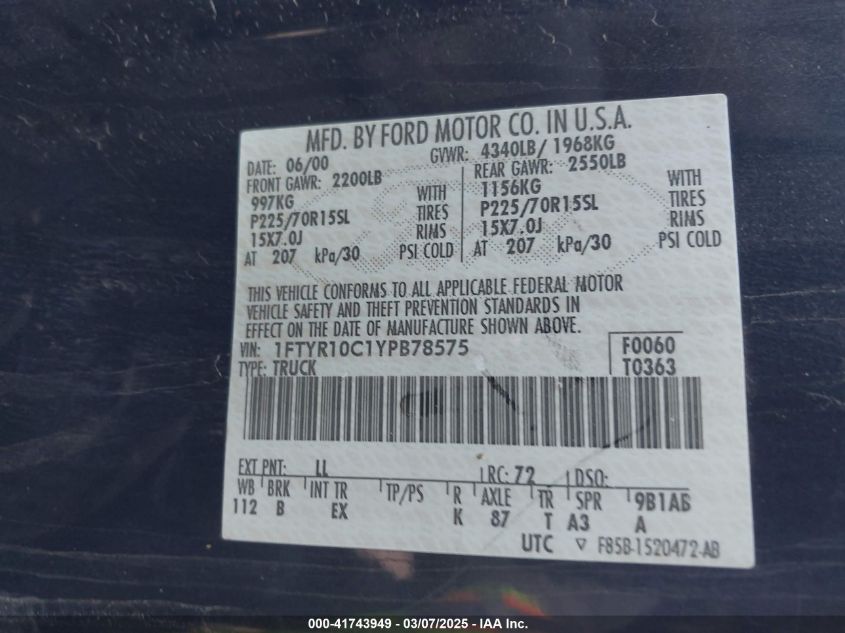 MFD. BY FORD MOTOR CO. IN U.S.A.
DATE: 06/00 GVWR: 4340LB/ 1968KG
FRONT GAWR: 2200LB REAR GAWR: 2550LB
997KG WITH 1156KG WITH
P225/70R15SL TIRES P225/70R15SL TIRES
15X7.0J RIMS 15X7.0J RIMS
AT 207 kPa/30 PSI COLD AT 207 kPa/30 PSI COLD
THIS VEHICLE CONFORMS TO ALL APPLICABLE FEDERAL MOTOR
VEHICLE SAFETY AND THEFT PREVENTION STANDARDS IN
EFFECT ON THE DATE OF MANUFACTURE SHOWN ABOVE.
VIN: 1FTYR10C1YPB78575 F0060
TYPE: TRUCK T0363
EXT PNT: LL RC: 72 DSO:
WB BRK INT TR TP/PS R AXLE TR SPR 9B1AB
112 B EX K 87 T A3 A
UTC ▽ F85B-1520472-AB
000-41743949 - 03/07/2025 - IAA Inc.